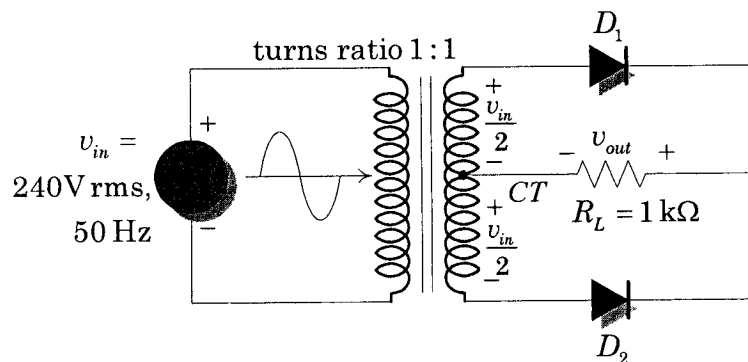 turns ratio 1:1
D₁
+
v_in =
240V rms,
50 Hz
−
+
v_in/2
−
CT
+
v_in/2
−
− v_out +
R_L = 1 kΩ
D₂